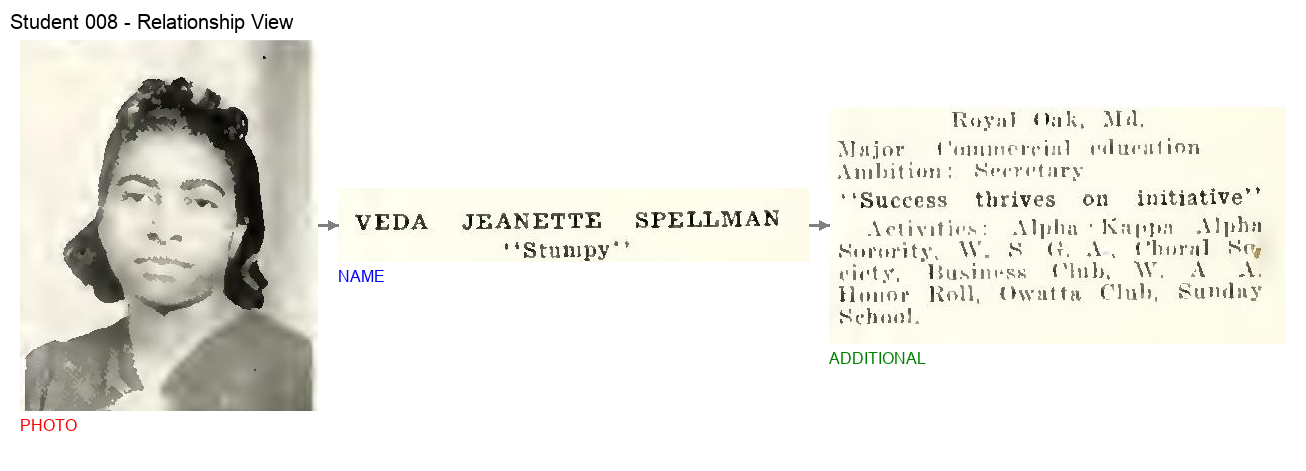 Student 008 - Relationship View
VEDA JEANETTE SPELLMAN
"Stumpy"
Royal Oak, Md.
Major Commercial education
Ambition: Secretary
"Success thrives on initiative"
Activities: Alpha Kappa Alpha
Sorority, W. S G. A., Choral So
ciety, Business Club, W. A A.
Honor Roll, Owatta Club, Sunday
School.
NAME
ADDITIONAL
PHOTO